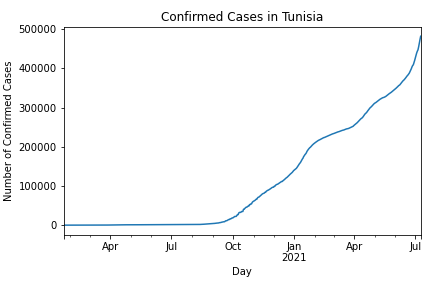 Confirmed Cases in Tunisia
500000
400000
300000
200000
100000
0
Number of Confirmed Cases
Apr
Jul
Oct
Jan
2021
Apr
Jul
Day